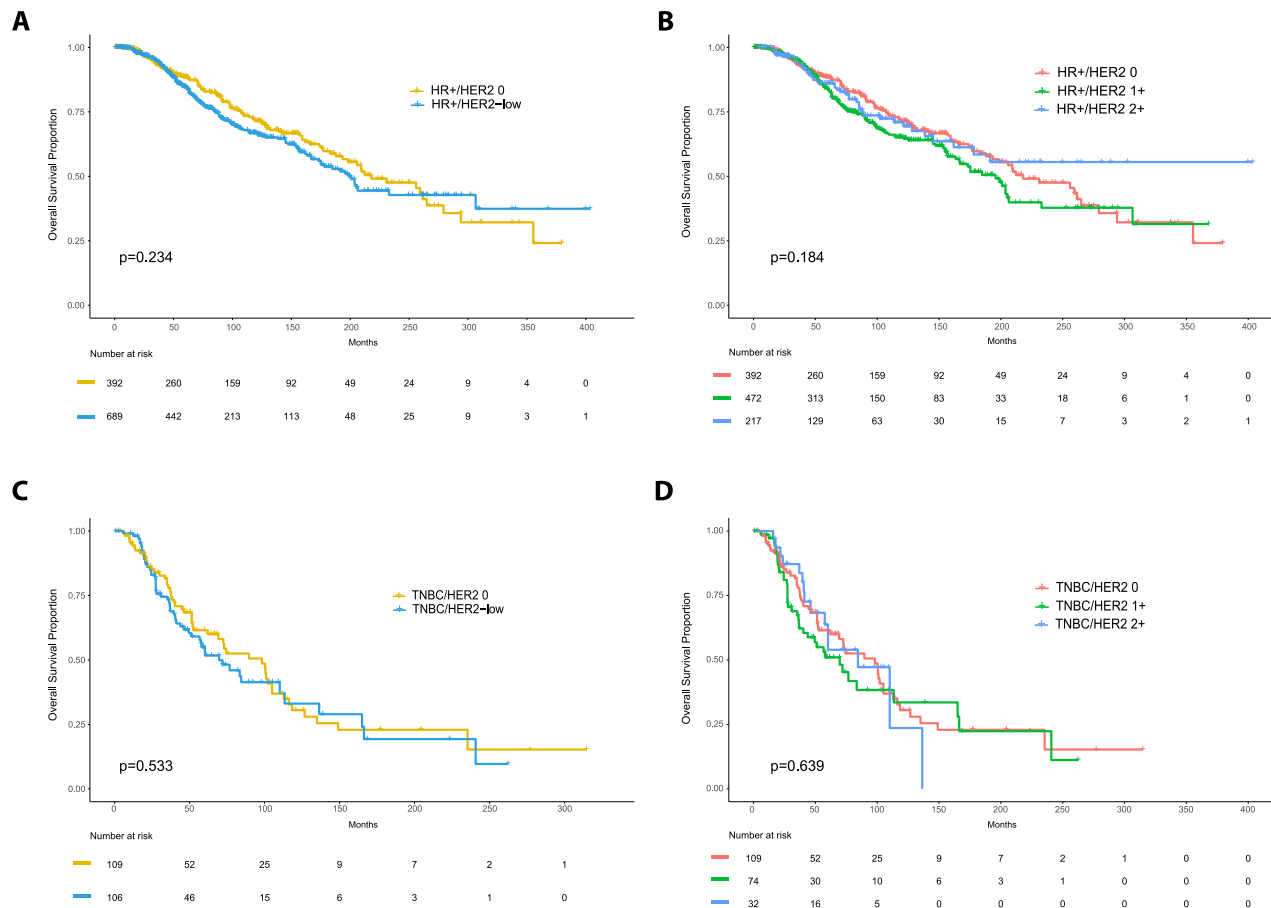 A
1.00
0.75
0.50
0.25
0.00
Overall Survival Proportion
HR+/HER2 0
HR+/HER2-low
p=0.234
0 50 100 150 200 250 300 350 400
Months
Number at risk
392 260 159 92 49 24 9 4 0
689 442 213 113 48 25 9 3 1
B
1.00
0.75
0.50
0.25
0.00
Overall Survival Proportion
HR+/HER2 0
HR+/HER2 1+
HR+/HER2 2+
p=0.184
0 50 100 150 200 250 300 350 400
Months
Number at risk
392 260 159 92 49 24 9 4 0
472 313 150 83 33 18 6 1 0
217 129 63 30 15 7 3 2 1
C
1.00
0.75
0.50
0.25
0.00
Overall Survival Proportion
TNBC/HER2 0
TNBC/HER2-low
p=0.533
0 50 100 150 200 250 300
Months
Number at risk
109 52 25 9 7 2 1
106 46 15 6 3 1 0
D
1.00
0.75
0.50
0.25
0.00
Overall Survival Proportion
TNBC/HER2 0
TNBC/HER2 1+
TNBC/HER2 2+
p=0.639
0 50 100 150 200 250 300 350 400
Months
Number at risk
109 52 25 9 7 2 1 0 0
74 30 10 6 3 1 0 0 0
32 16 5 0 0 0 0 0 0